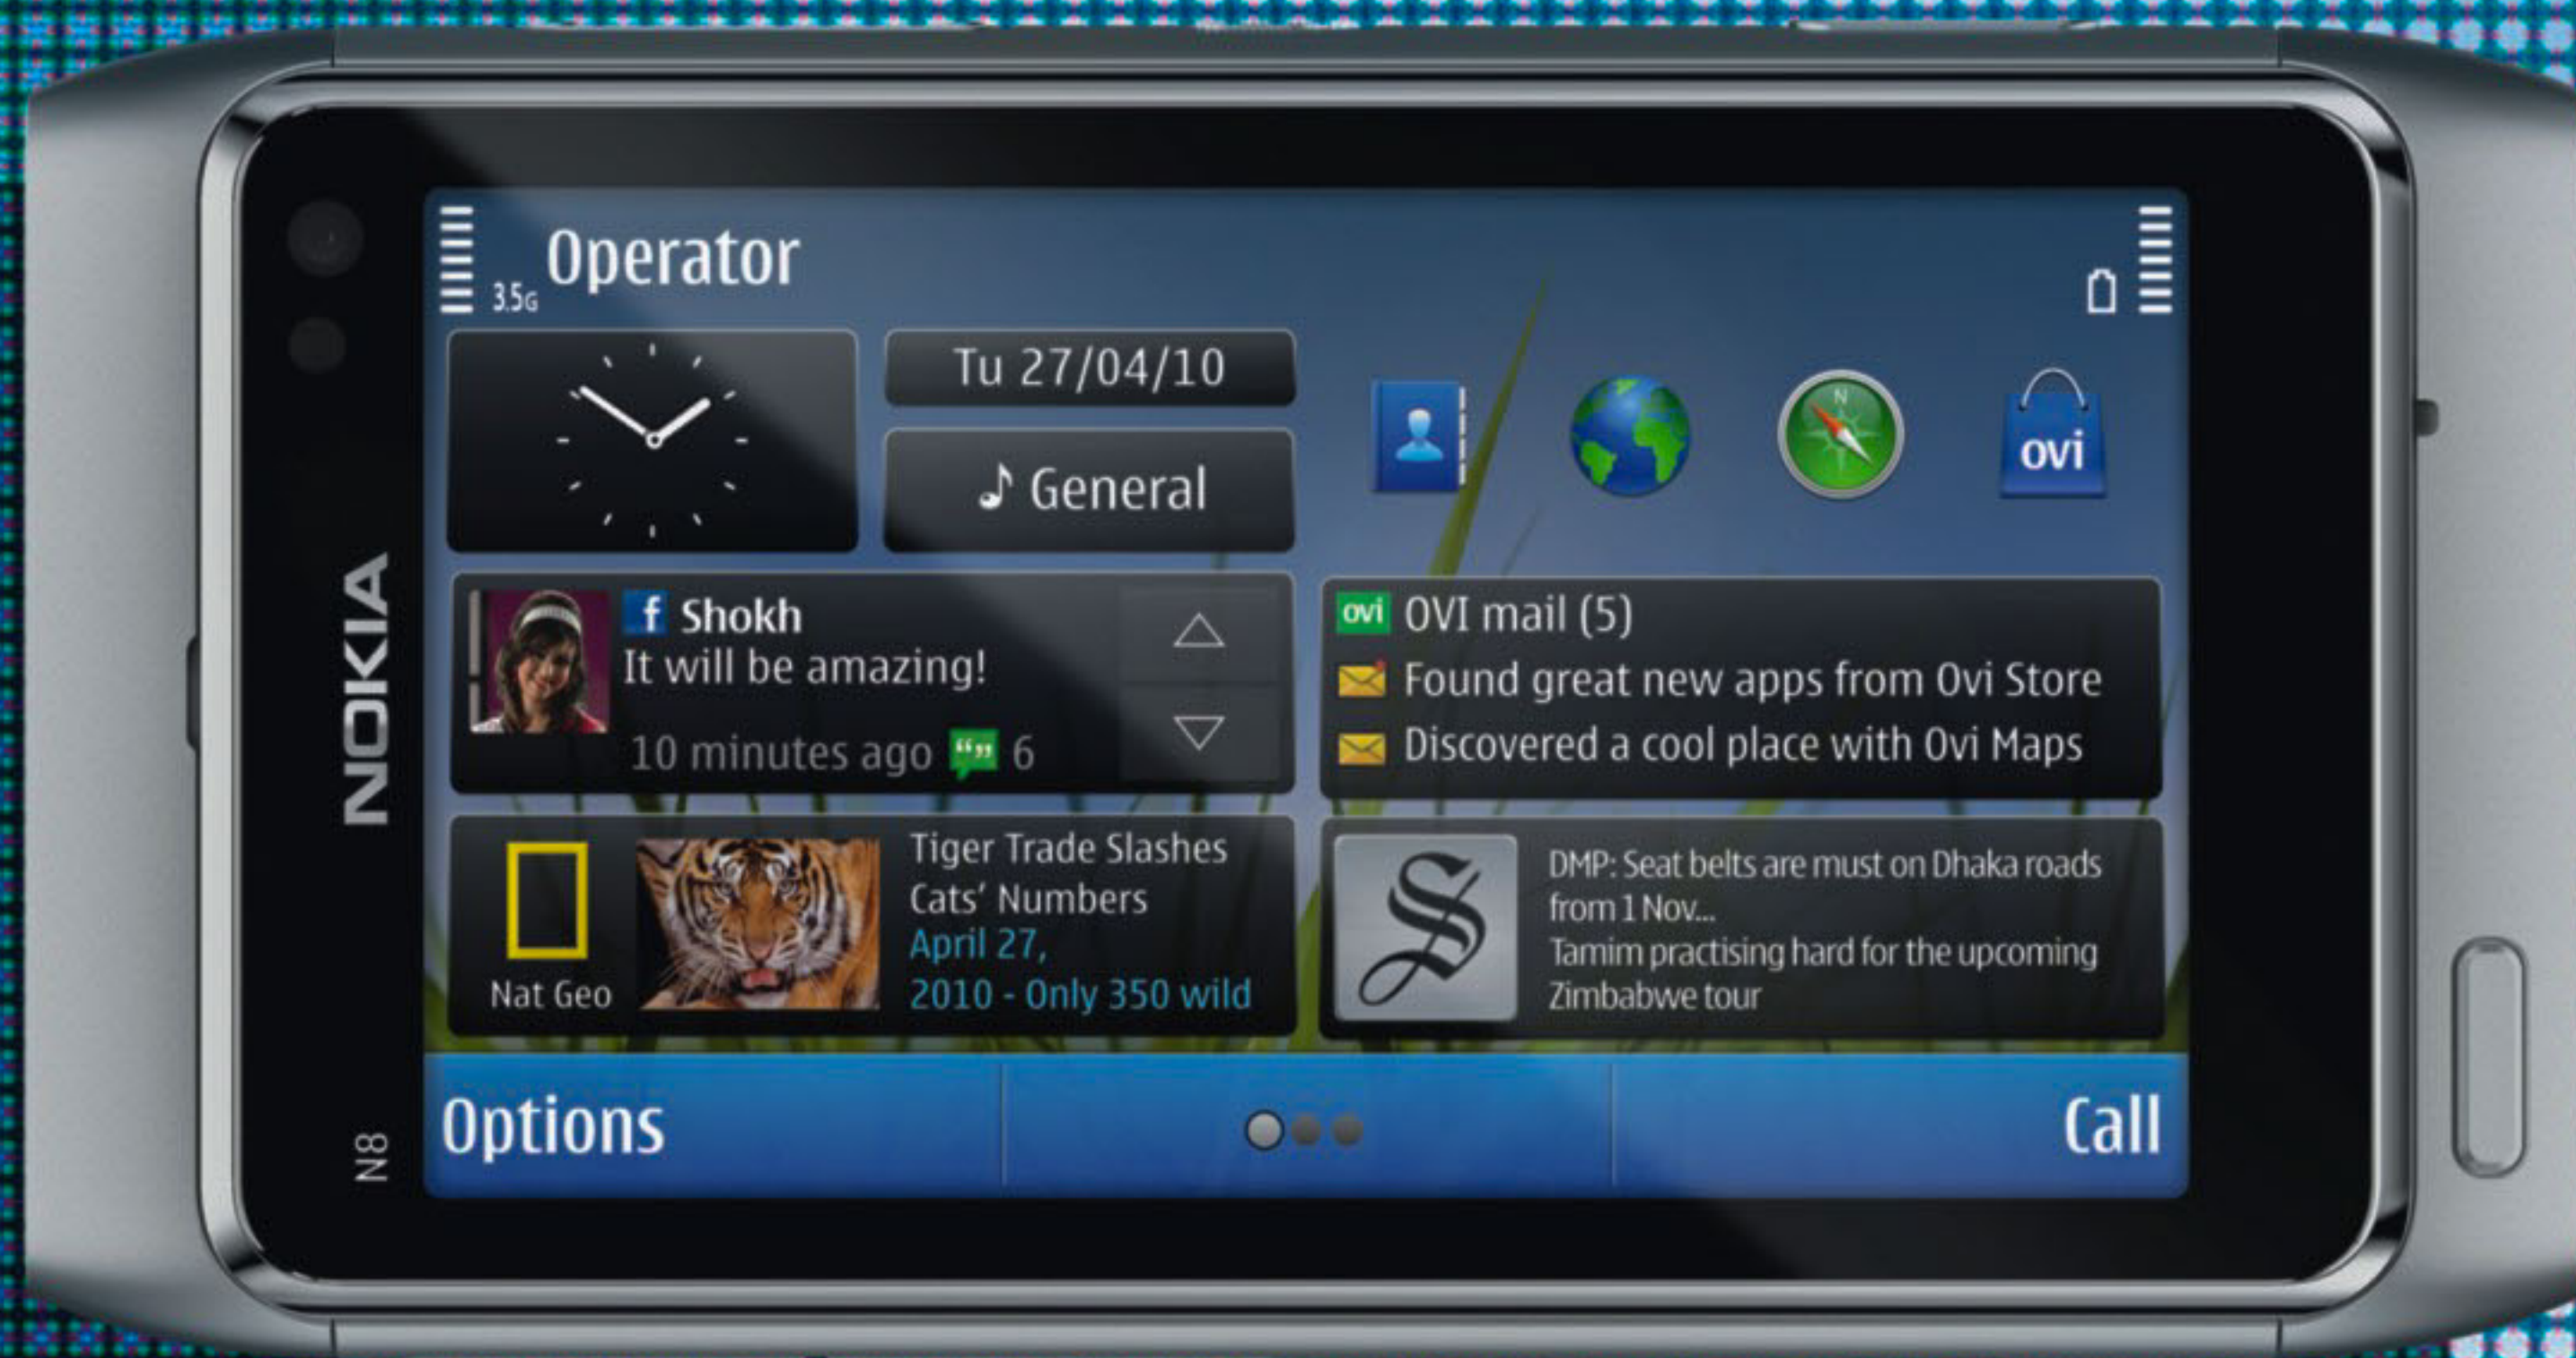 3.5G Operator
Tu 27/04/10
General
N
ovi
f Shokh
It will be amazing!
10 minutes ago 6
ovi OVI mail (5)
Found great new apps from Ovi Store
Discovered a cool place with Ovi Maps
Nat Geo
Tiger Trade Slashes
Cats’ Numbers
April 27,
2010 - Only 350 wild
S
DMP: Seat belts are must on Dhaka roads
from 1 Nov...
Tamim practising hard for the upcoming
Zimbabwe tour
Options
Call
NOKIA
N8